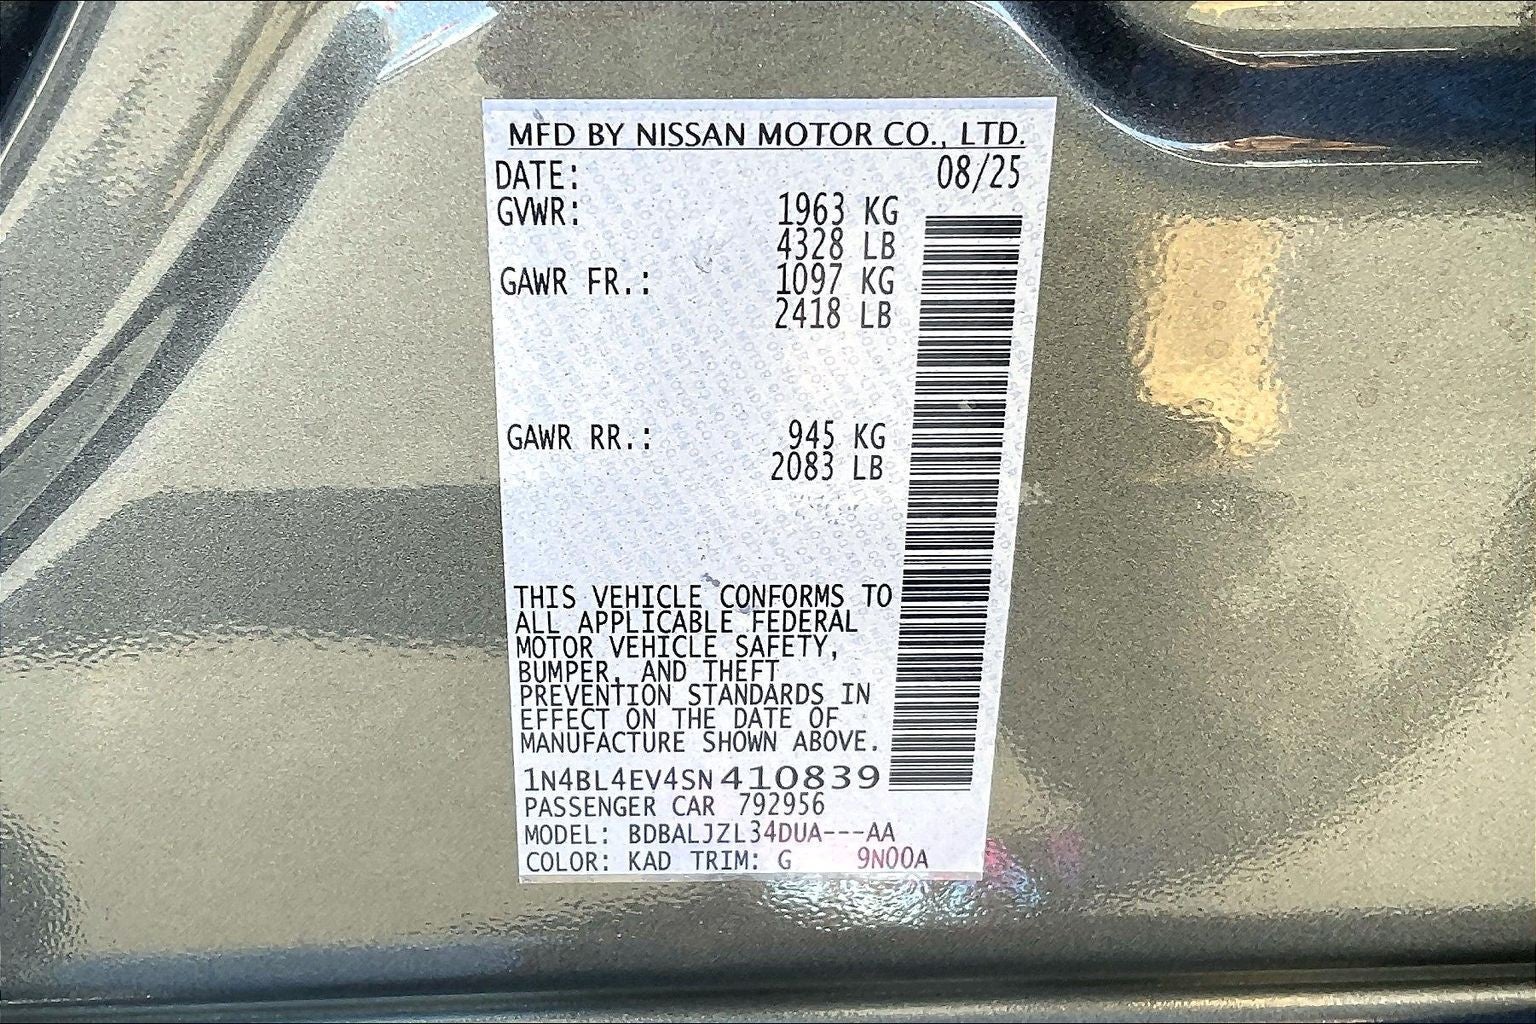 MFD BY NISSAN MOTOR CO., LTD.
DATE: 08/25
GVWR: 1963 KG
4328 LB
GAWR FR.: 1097 KG
2418 LB
GAWR RR.: 945 KG
2083 LB
THIS VEHICLE CONFORMS TO
ALL APPLICABLE FEDERAL
MOTOR VEHICLE SAFETY,
BUMPER, AND THEFT
PREVENTION STANDARDS IN
EFFECT ON THE DATE OF
MANUFACTURE SHOWN ABOVE.
1N4BL4EV4SN410839
PASSENGER CAR 792956
MODEL: BDBALJZL34DUA---AA
COLOR: KAD TRIM: G 9N00A